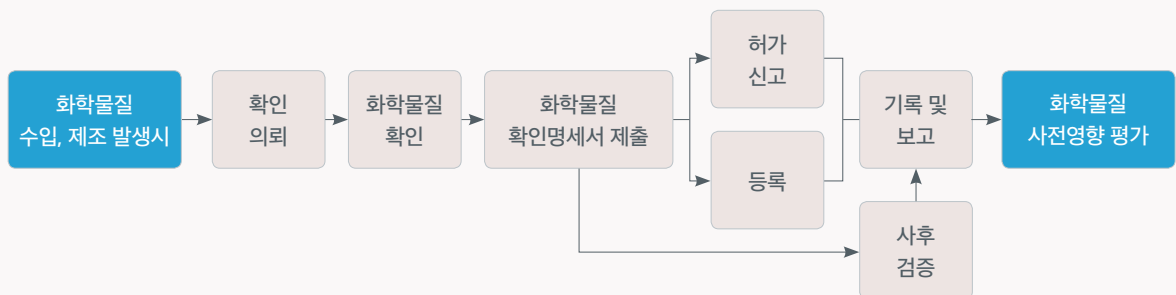 화학물질
수입, 제조 발생시
확인
의뢰
화학물질
확인
화학물질
확인명세서 제출
허가
신고
등록
기록 및
보고
사후
검증
화학물질
사전영향 평가